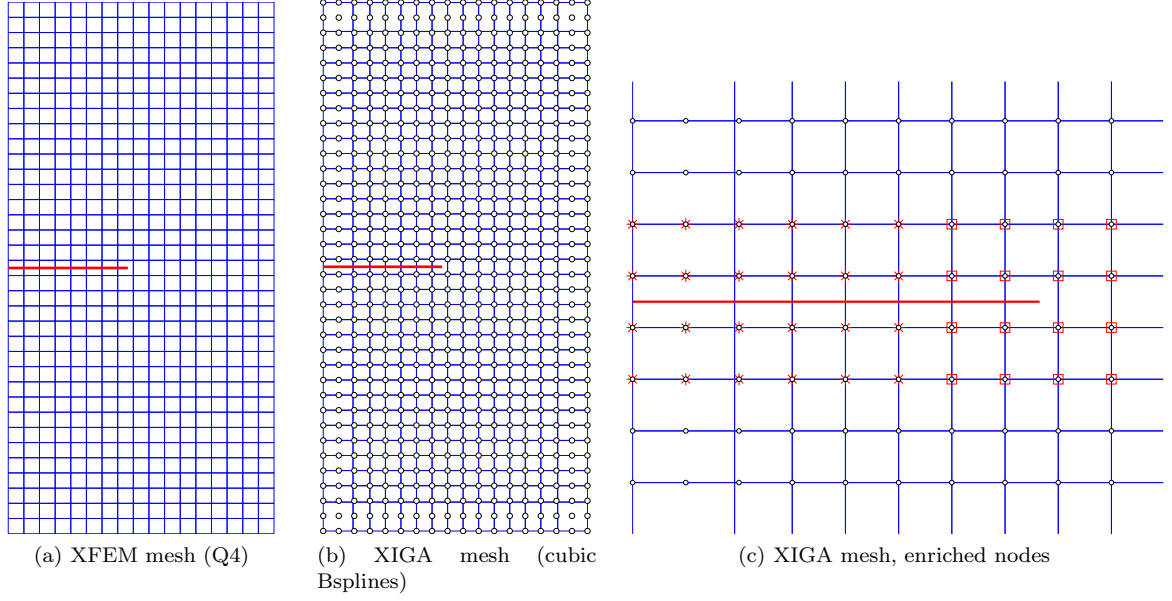 (a) XFEM mesh (Q4)
(b) XIGA mesh (cubic
Bsplines)
(c) XIGA mesh, enriched nodes